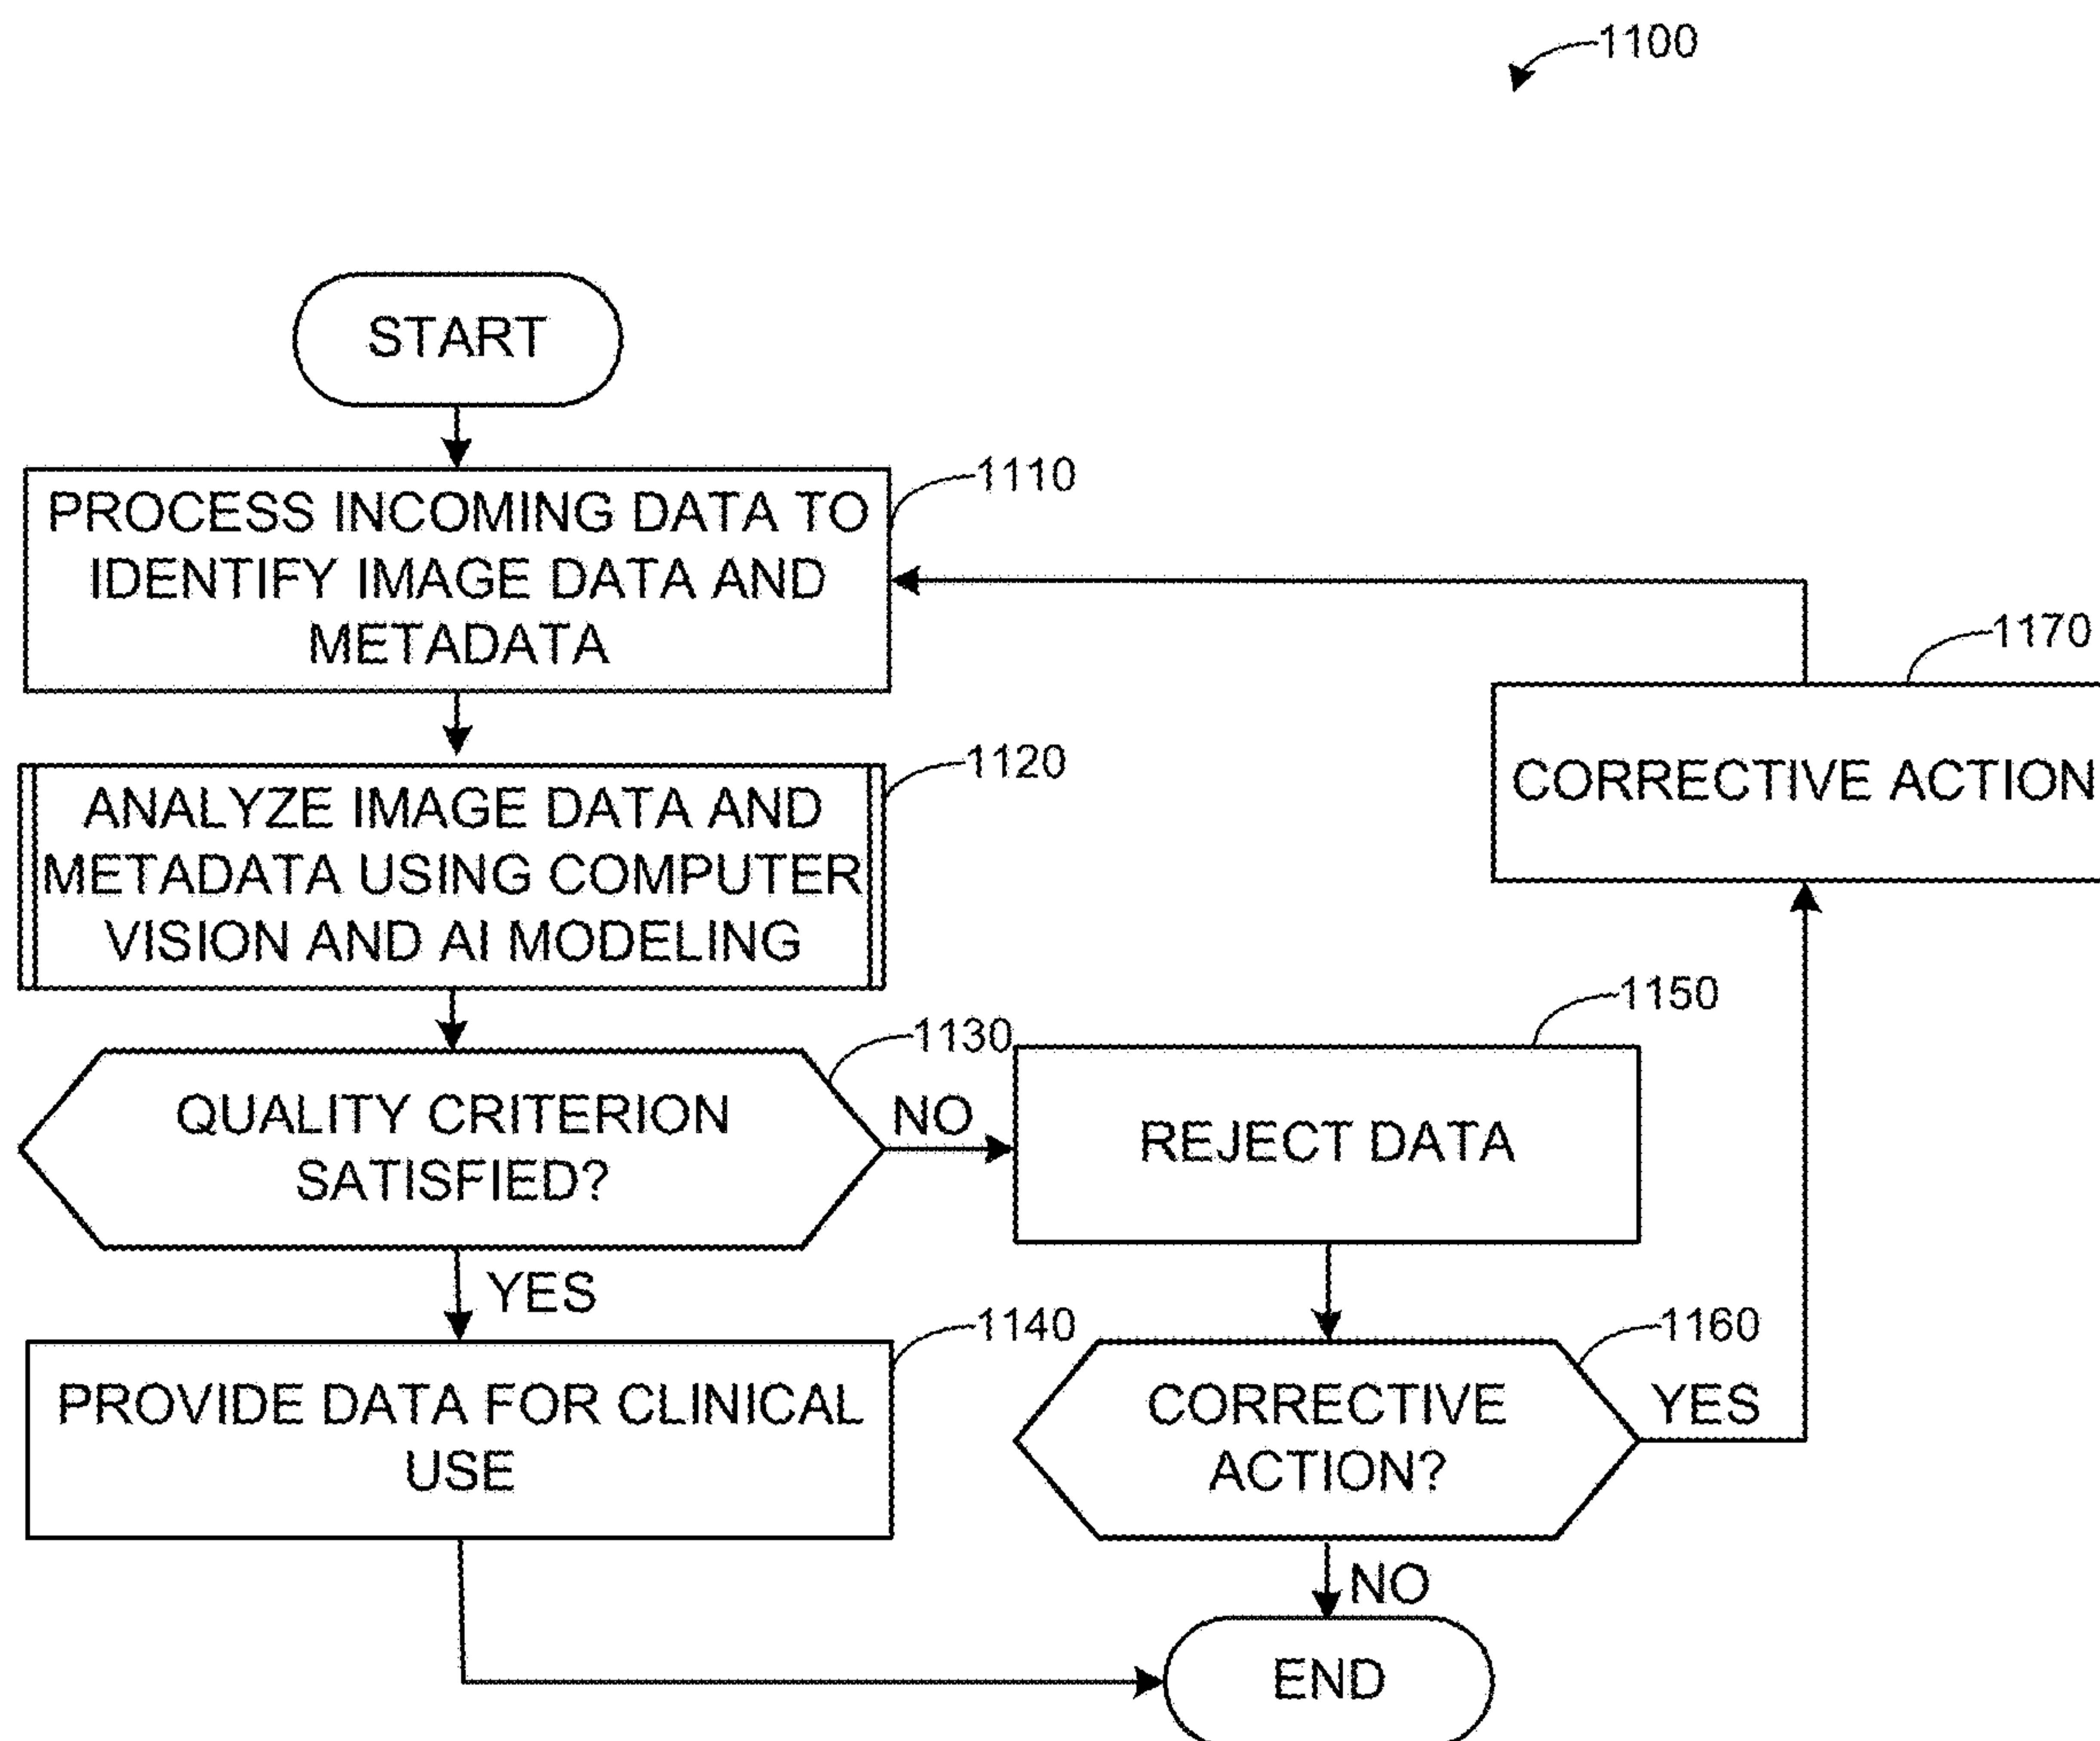 1100
START
1110
PROCESS INCOMING DATA TO
IDENTIFY IMAGE DATA AND
METADATA
1120
ANALYZE IMAGE DATA AND
METADATA USING COMPUTER
VISION AND AI MODELING
1130
QUALITY CRITERION
SATISFIED?
NO
YES
1140
PROVIDE DATA FOR CLINICAL
USE
1150
REJECT DATA
1160
CORRECTIVE
ACTION?
YES
1170
CORRECTIVE ACTION
NO
END